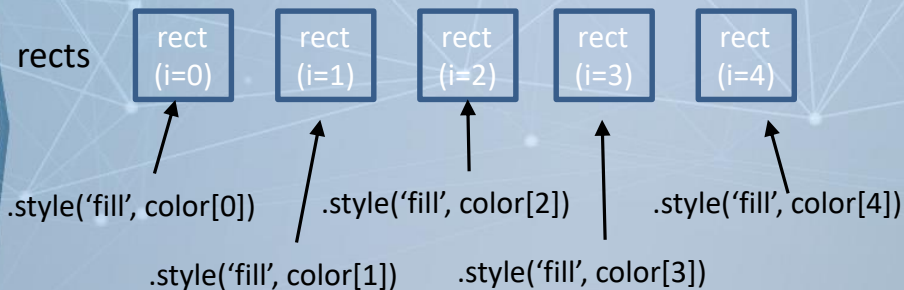 rects
rect
(i=0)
rect
(i=1)
rect
(i=2)
rect
(i=3)
rect
(i=4)
.style(‘fill’, color[0])
.style(‘fill’, color[2])
.style(‘fill’, color[4])
.style(‘fill’, color[1])
.style(‘fill’, color[3])